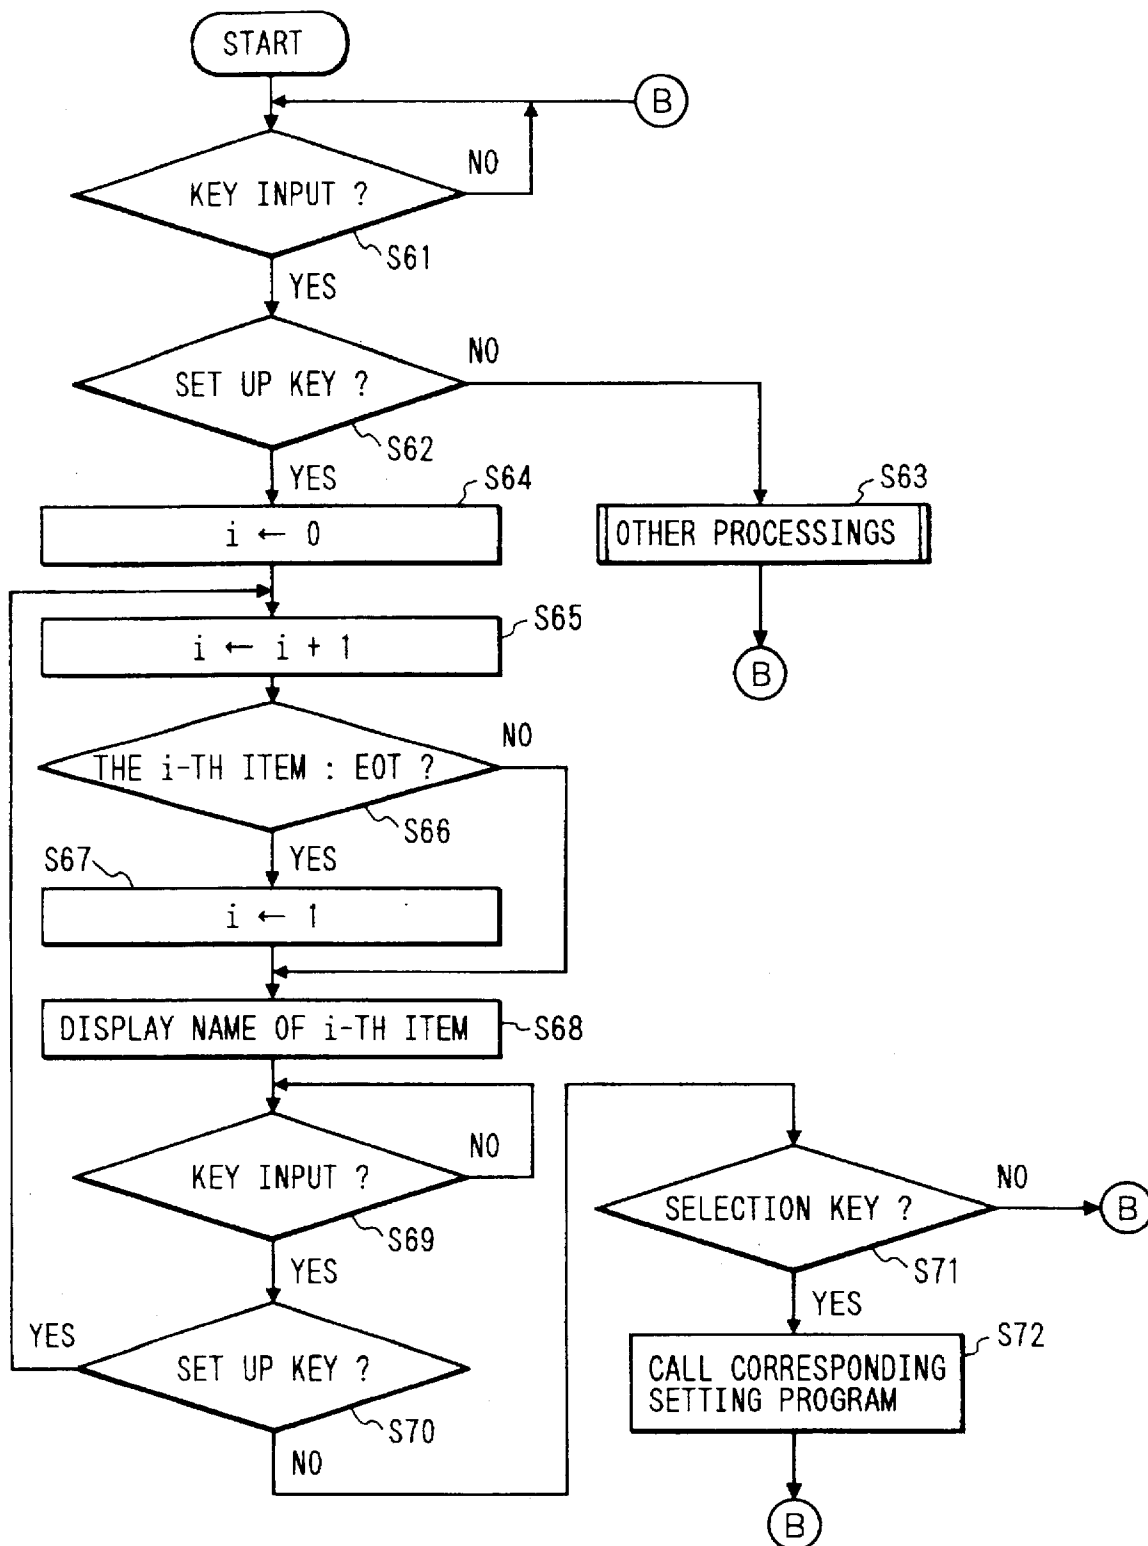 START
B
KEY INPUT ?
NO
S61
YES
SET UP KEY ?
NO
S62
YES
S64
i ← 0
S63
OTHER PROCESSINGS
B
i ← i + 1
S65
THE i-TH ITEM : EOT ?
NO
S66
YES
S67
i ← 1
DISPLAY NAME OF i-TH ITEM
S68
KEY INPUT ?
NO
S69
YES
SET UP KEY ?
YES
S70
NO
SELECTION KEY ?
NO
B
S71
YES
S72
CALL CORRESPONDING
SETTING PROGRAM
B